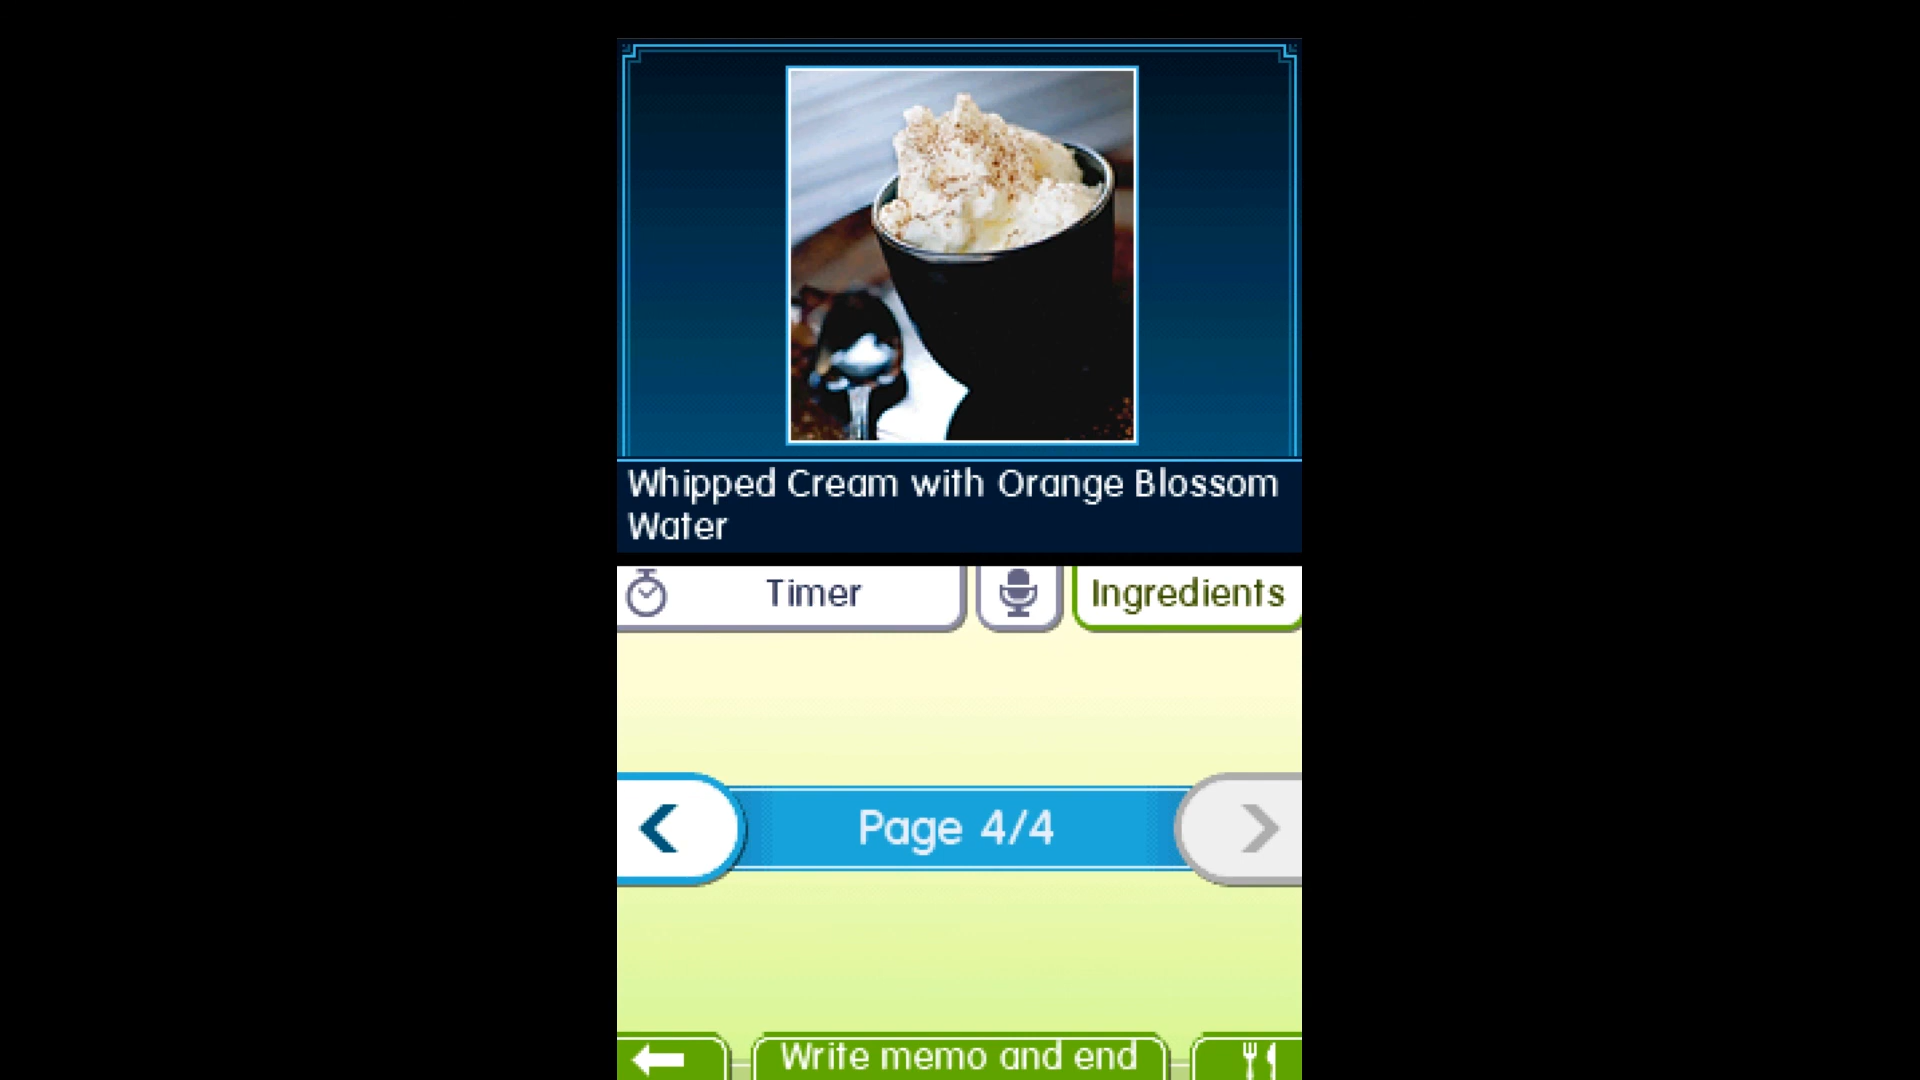 Whipped Cream with Orange Blossom
Water
Timer
Ingredients
Page 4/4
Write memo and end